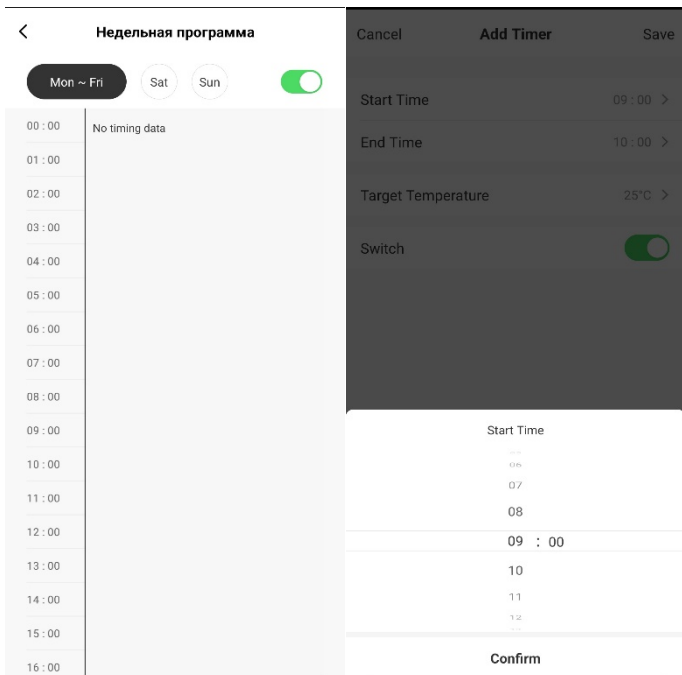 Недельная программа
Mon ~ Fri Sat Sun
00 : 00 No timing data
01 : 00
02 : 00
03 : 00
04 : 00
05 : 00
06 : 00
07 : 00
08 : 00
09 : 00
10 : 00
11 : 00
12 : 00
13 : 00
14 : 00
15 : 00
16 : 00
Cancel Add Timer Save
Start Time 09 : 00 >
End Time 10 : 00 >
Target Temperature 25°C >
Switch
Start Time
06
07
08
09 : 00
10
11
12
Confirm